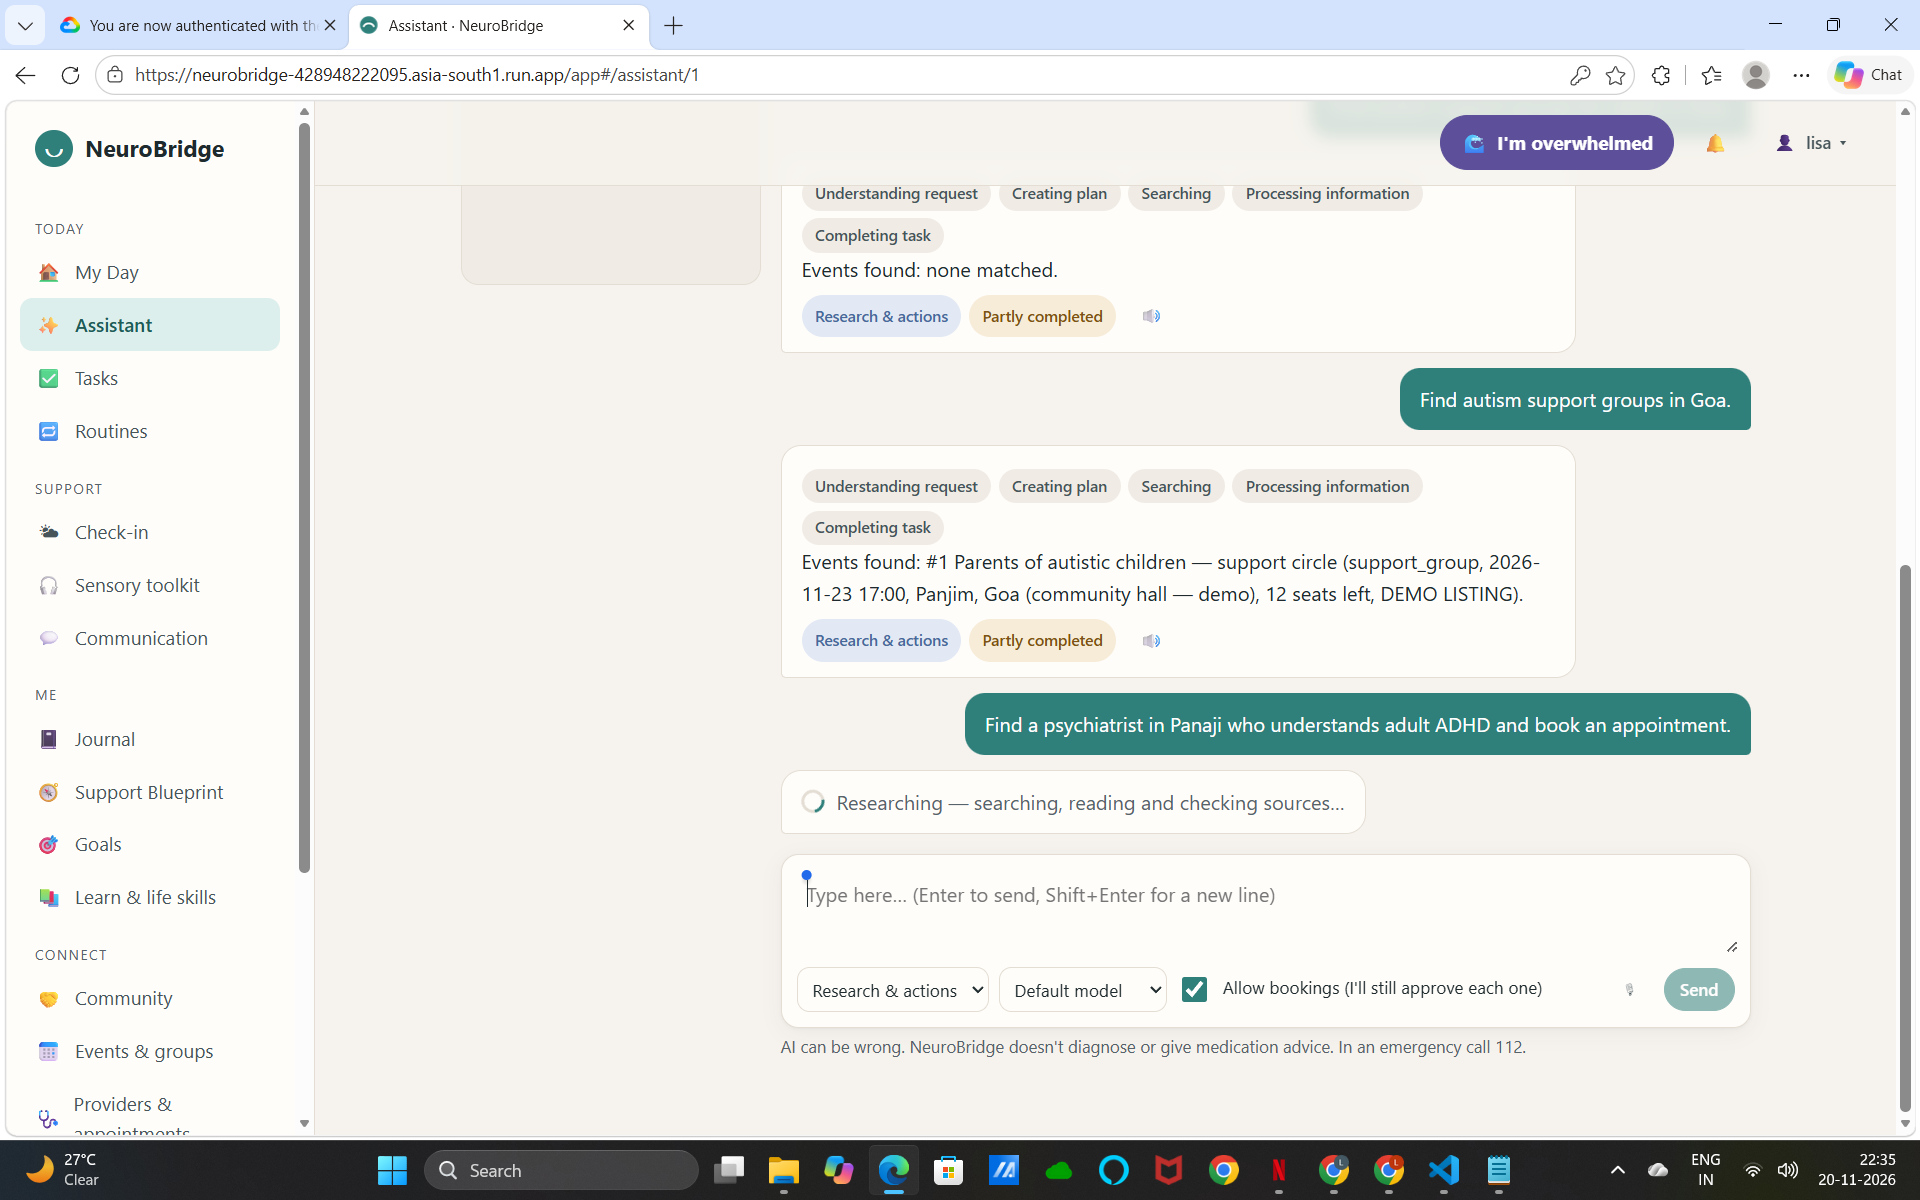 You are now authenticated with th
Assistant · NeuroBridge
https://neurobridge-428948222095.asia-south1.run.app/app#/assistant/1
Chat
NeuroBridge
I'm overwhelmed
lisa
TODAY
My Day
Assistant
Tasks
Routines
SUPPORT
Check-in
Sensory toolkit
Communication
ME
Journal
Support Blueprint
Goals
Learn & life skills
CONNECT
Community
Events & groups
Providers &
appointments
Understanding request Creating plan Searching Processing information
Completing task
Events found: none matched.
Research & actions Partly completed
Find autism support groups in Goa.
Understanding request Creating plan Searching Processing information
Completing task
Events found: #1 Parents of autistic children — support circle (support_group, 2026-
11-23 17:00, Panjim, Goa (community hall — demo), 12 seats left, DEMO LISTING).
Research & actions Partly completed
Find a psychiatrist in Panaji who understands adult ADHD and book an appointment.
Researching — searching, reading and checking sources...
Type here... (Enter to send, Shift+Enter for a new line)
Research & actions Default model Allow bookings (I'll still approve each one) Send
AI can be wrong. NeuroBridge doesn't diagnose or give medication advice. In an emergency call 112.
27°C
Clear
Search
ENG
IN
22:35
20-11-2026